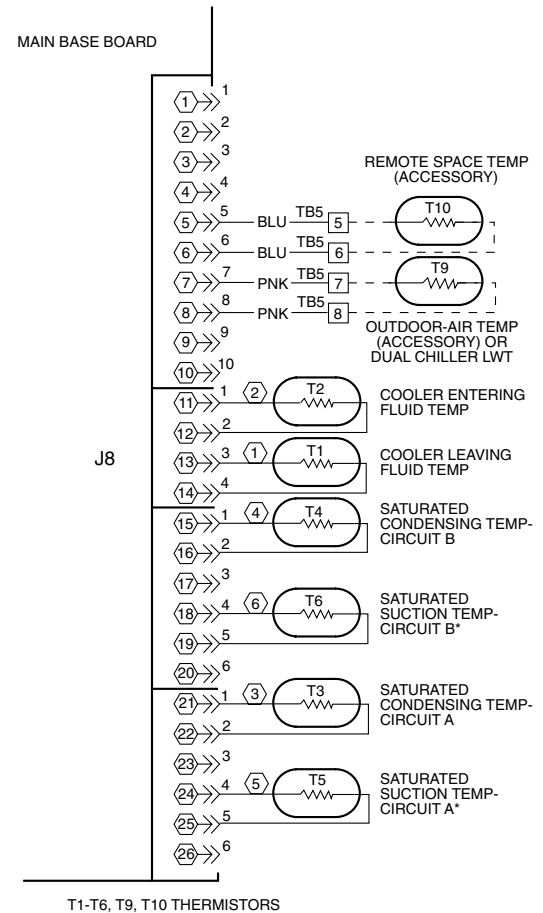 MAIN BASE BOARD
J8
1 1
2 2
3 3
4 4
REMOTE SPACE TEMP
(ACCESSORY)
5 5 BLU TB5 5 T10
6 6 BLU TB5 6
7 7 PNK TB5 7 T9
8 8 PNK TB5 8
OUTDOOR-AIR TEMP
(ACCESSORY) OR
DUAL CHILLER LWT
9 9
10 10
11 1 2 T2
COOLER ENTERING
FLUID TEMP
12 2
13 3 1 T1
COOLER LEAVING
FLUID TEMP
14 4
15 1 4 T4
SATURATED
CONDENSING TEMP-
CIRCUIT B
16 2
17 3
18 4 6 T6
SATURATED
SUCTION TEMP-
CIRCUIT B*
19 5
20 6
21 1 3 T3
SATURATED
CONDENSING TEMP-
CIRCUIT A
22 2
23 3
24 4 5 T5
SATURATED
SUCTION TEMP-
CIRCUIT A*
25 5
26 6
T1-T6, T9, T10 THERMISTORS